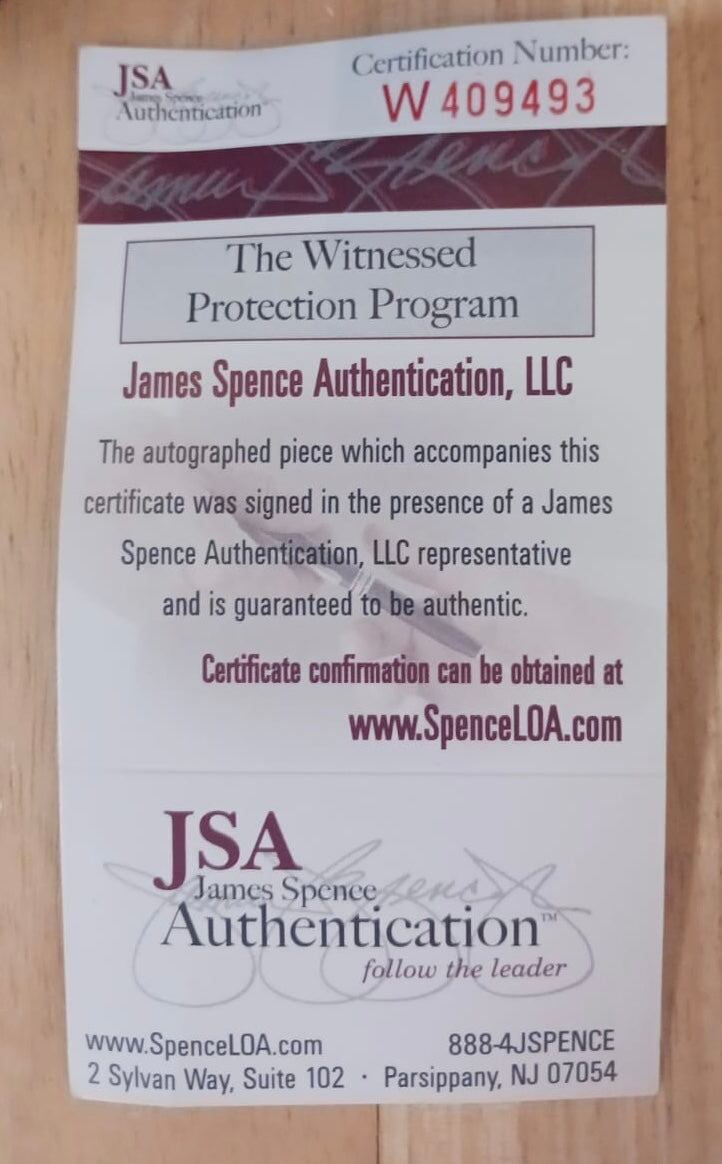 JSA
James Spence
Authentication
Certification Number:
W 409493
The Witnessed
Protection Program
James Spence Authentication, LLC
The autographed piece which accompanies this
certificate was signed in the presence of a James
Spence Authentication, LLC representative
and is guaranteed to be authentic.
Certificate confirmation can be obtained at
www.SpenceLOA.com
JSA
James Spence
Authentication™
follow the leader
www.SpenceLOA.com 888-4JSPENCE
2 Sylvan Way, Suite 102 · Parsippany, NJ 07054